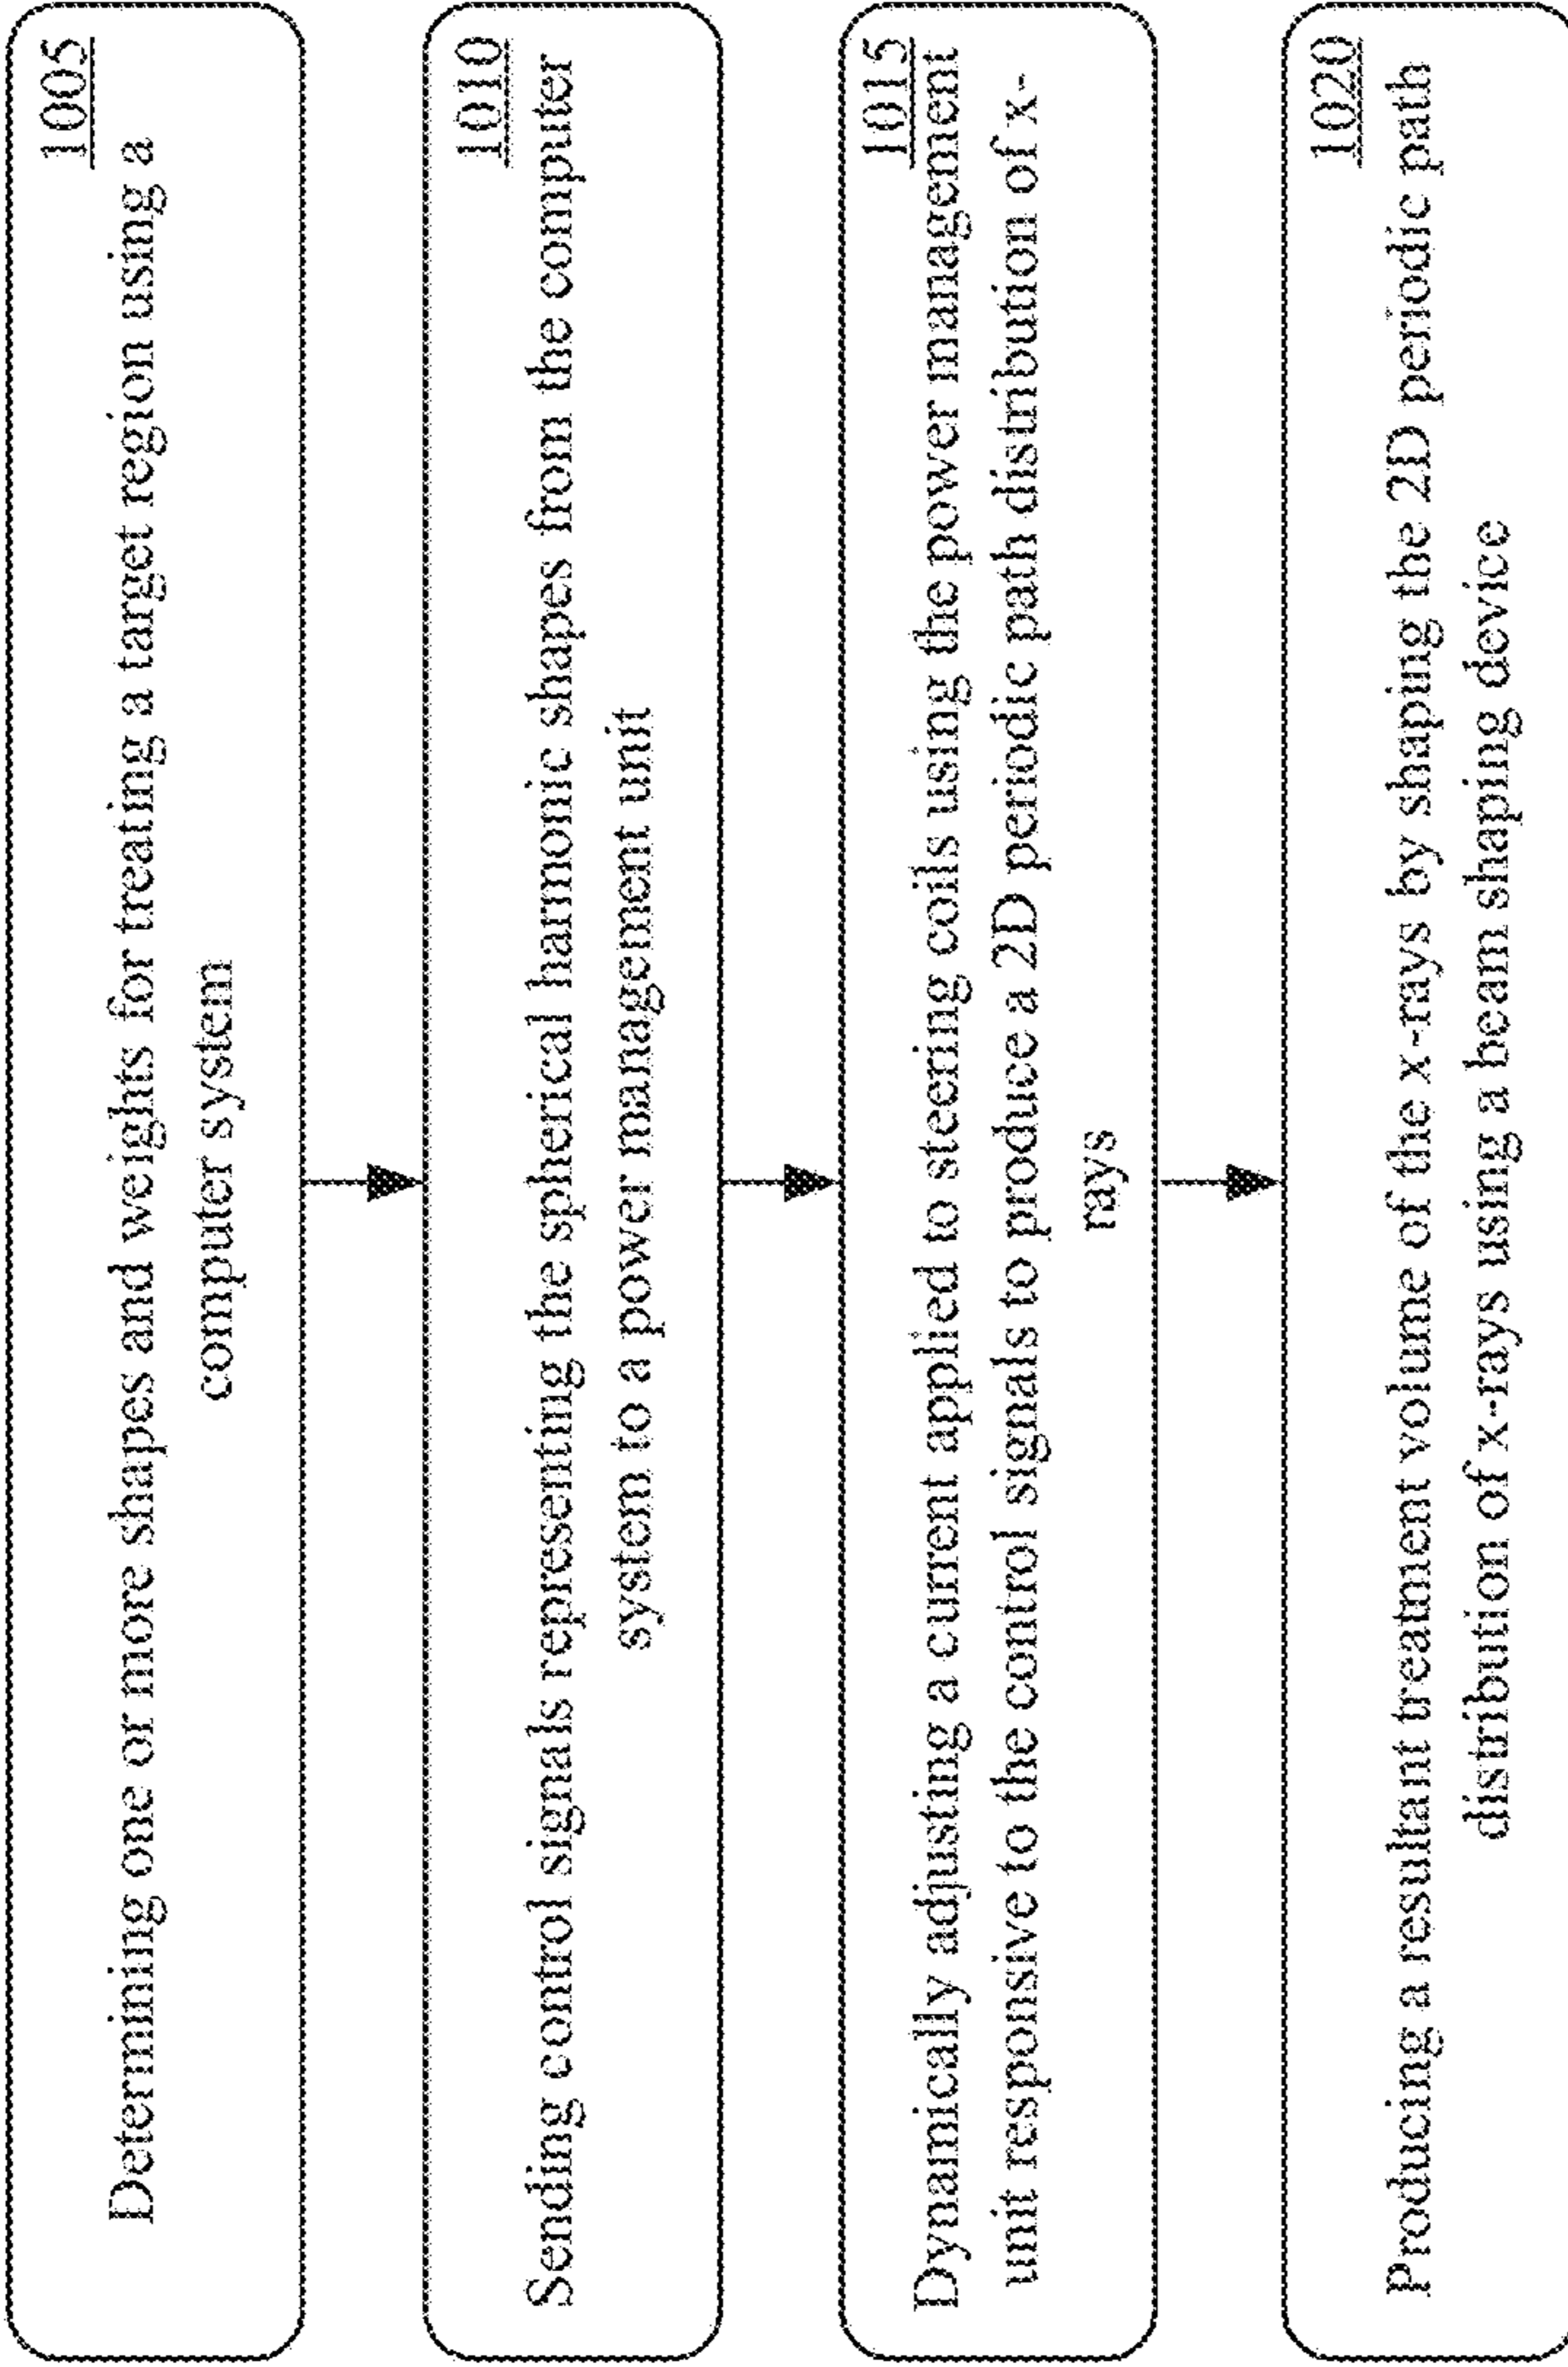 1005
Determining one or more shapes and weights for treating a target region using a
computer system
1010
Sending control signals representing the spherical harmonic shapes from the computer
system to a power management unit
1015
Dynamically adjusting a current applied to steering coils using the power management
unit responsive to the control signals to produce a 2D periodic path distribution of x-
rays
1020
Producing a resultant treatment volume of the x-rays by shaping the 2D periodic path
distribution of x-rays using a beam shaping device